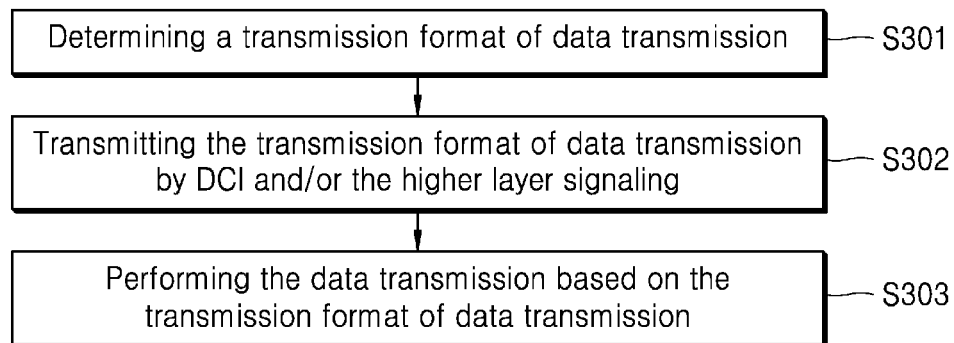 Determining a transmission format of data transmission
S301
Transmitting the transmission format of data transmission
by DCI and/or the higher layer signaling
S302
Performing the data transmission based on the
transmission format of data transmission
S303